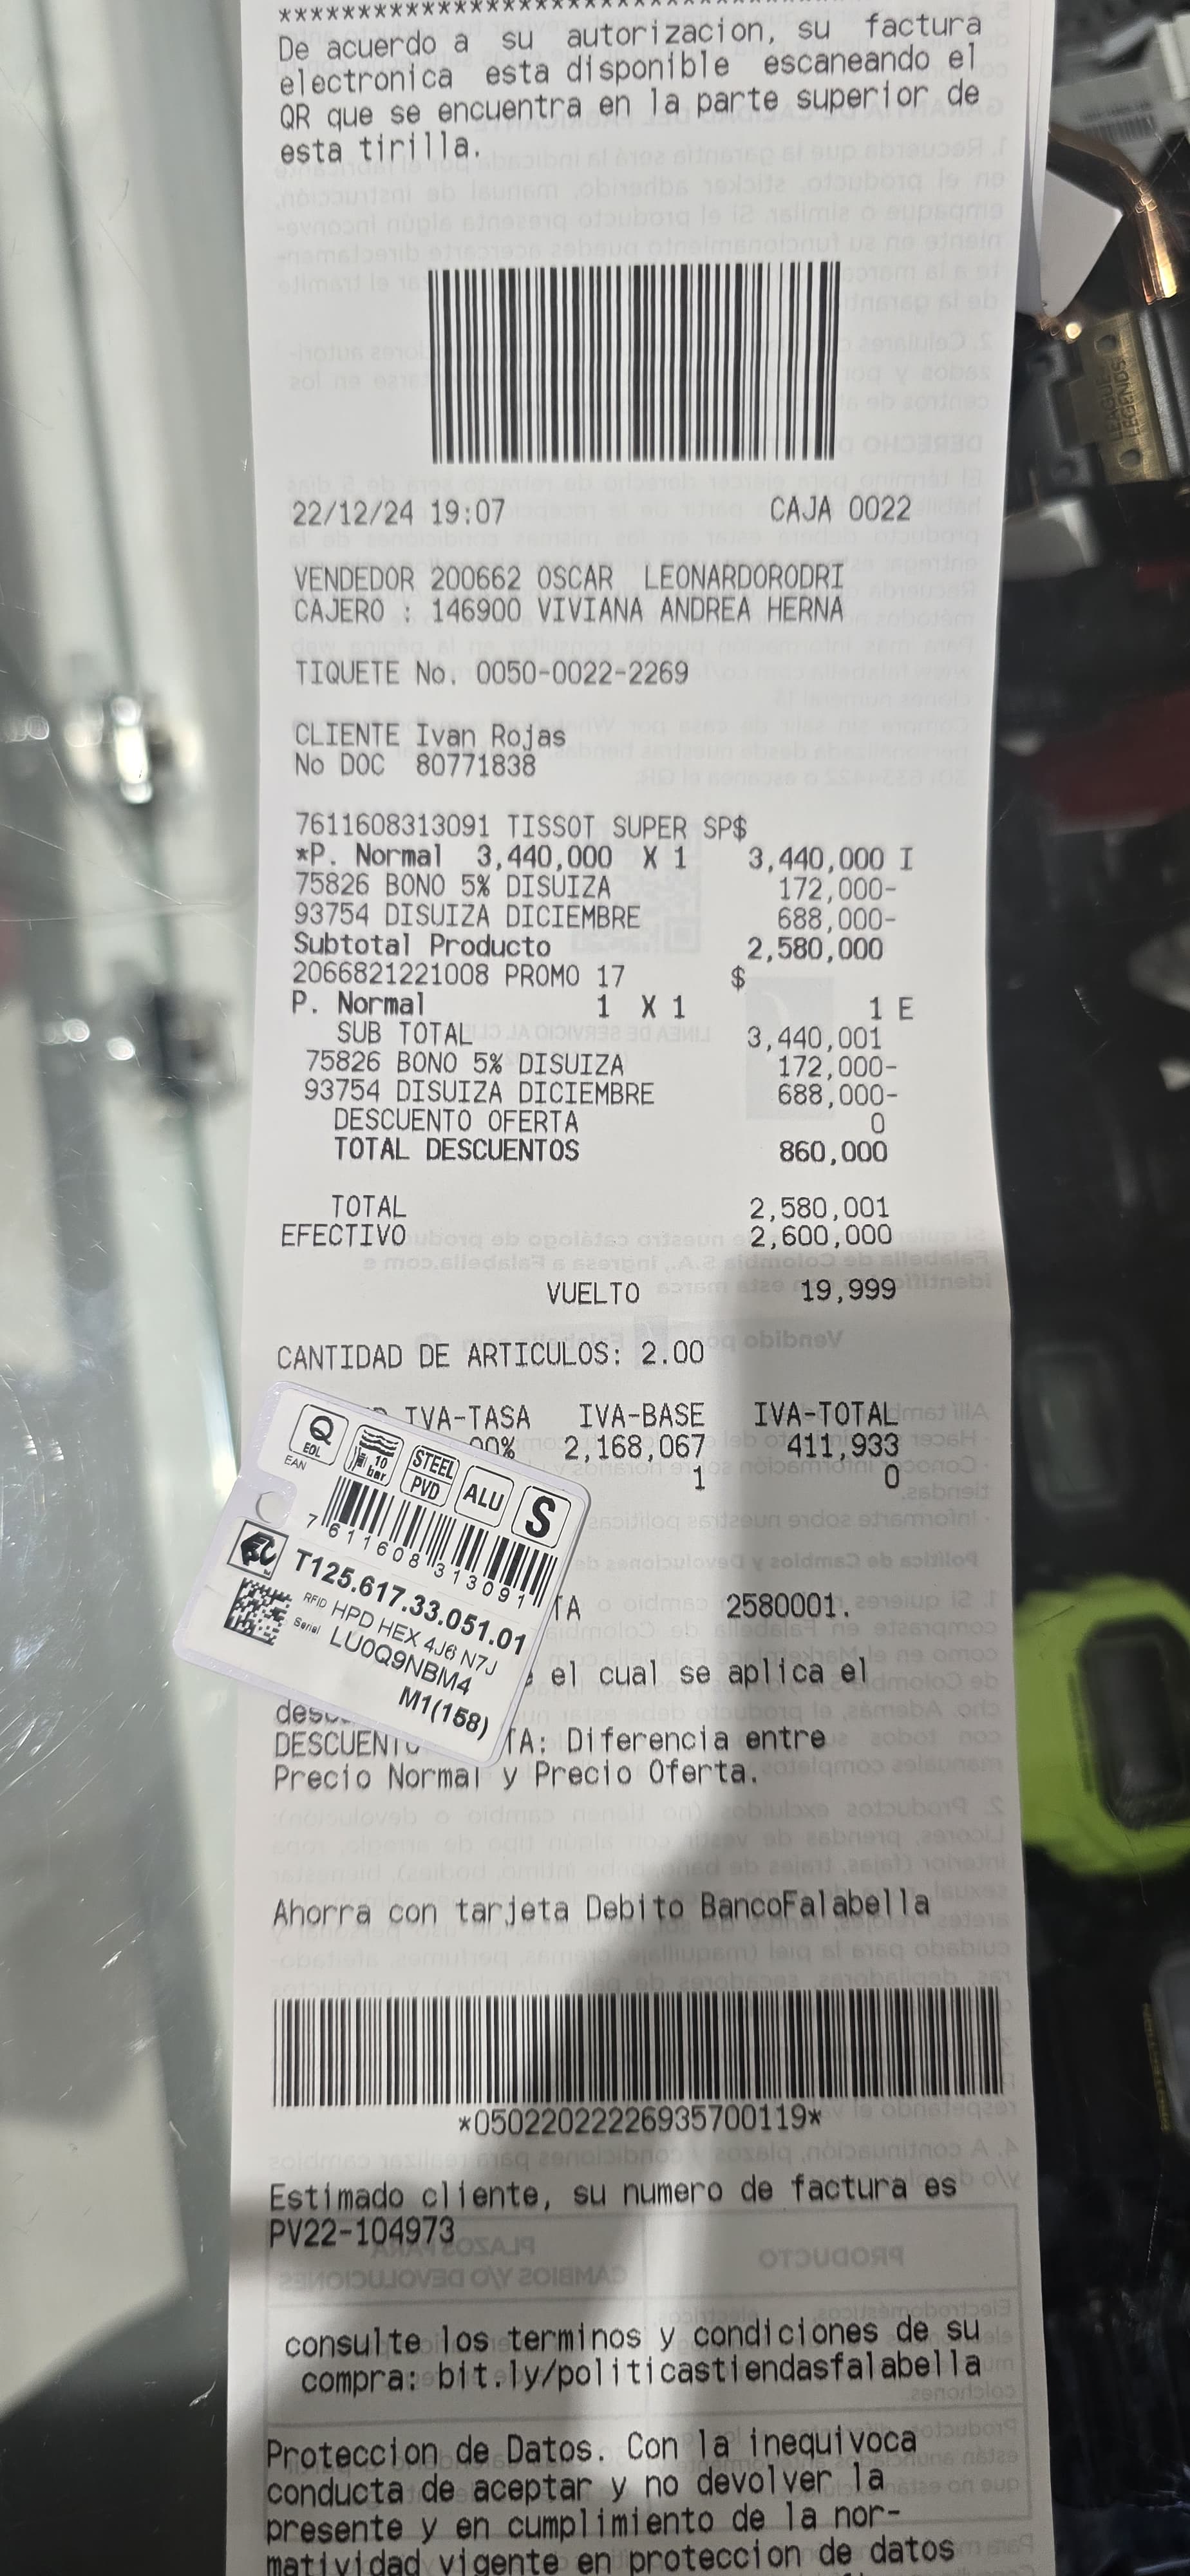 ****************************************
De acuerdo a su autorizacion, su factura
electronica esta disponible escaneando el
QR que se encuentra en la parte superior de
esta tirilla.
22/12/24 19:07 CAJA 0022
VENDEDOR 200662 OSCAR LEONARDORODRI
CAJERO : 146900 VIVIANA ANDREA HERNA
TIQUETE No. 0050-0022-2269
CLIENTE Ivan Rojas
No DOC 80771838
7611608313091 TISSOT SUPER SP$
*P. Normal 3,440,000 X 1 3,440,000 I
75826 BONO 5% DISUIZA 172,000-
93754 DISUIZA DICIEMBRE 688,000-
Subtotal Producto 2,580,000
2066821221008 PROMO 17 $
P. Normal 1 X 1 1 E
SUB TOTAL 3,440,001
75826 BONO 5% DISUIZA 172,000-
93754 DISUIZA DICIEMBRE 688,000-
DESCUENTO OFERTA 0
TOTAL DESCUENTOS 860,000
TOTAL 2,580,001
EFECTIVO 2,600,000
VUELTO 19,999
CANTIDAD DE ARTICULOS: 2.00
IVA-TASA IVA-BASE IVA-TOTAL
00% 2,168,067 411,933
1 0
TA 2580001.
el cual se aplica el
DESCUENTO TA: Diferencia entre
Precio Normal y Precio Oferta.
Q
EOL
EAN
10
bar
STEEL
PVD
ALU
S
7 611608 313091
T125.617.33.051.01
RFID HPD HEX 4J6 N7J
Serial LU0Q9NBM4
M1(158)
Ahorra con tarjeta Debito BancoFalabella
*05022022226935700119*
Estimado cliente, su numero de factura es
PV22-104973
consulte los terminos y condiciones de su
compra: bit.ly/politicastiendasfalabella
Proteccion de Datos. Con la inequivoca
conducta de aceptar y no devolver la
presente y en cumplimiento de la nor-
matividad vigente en proteccion de datos
LEAGUE
LEGENDS